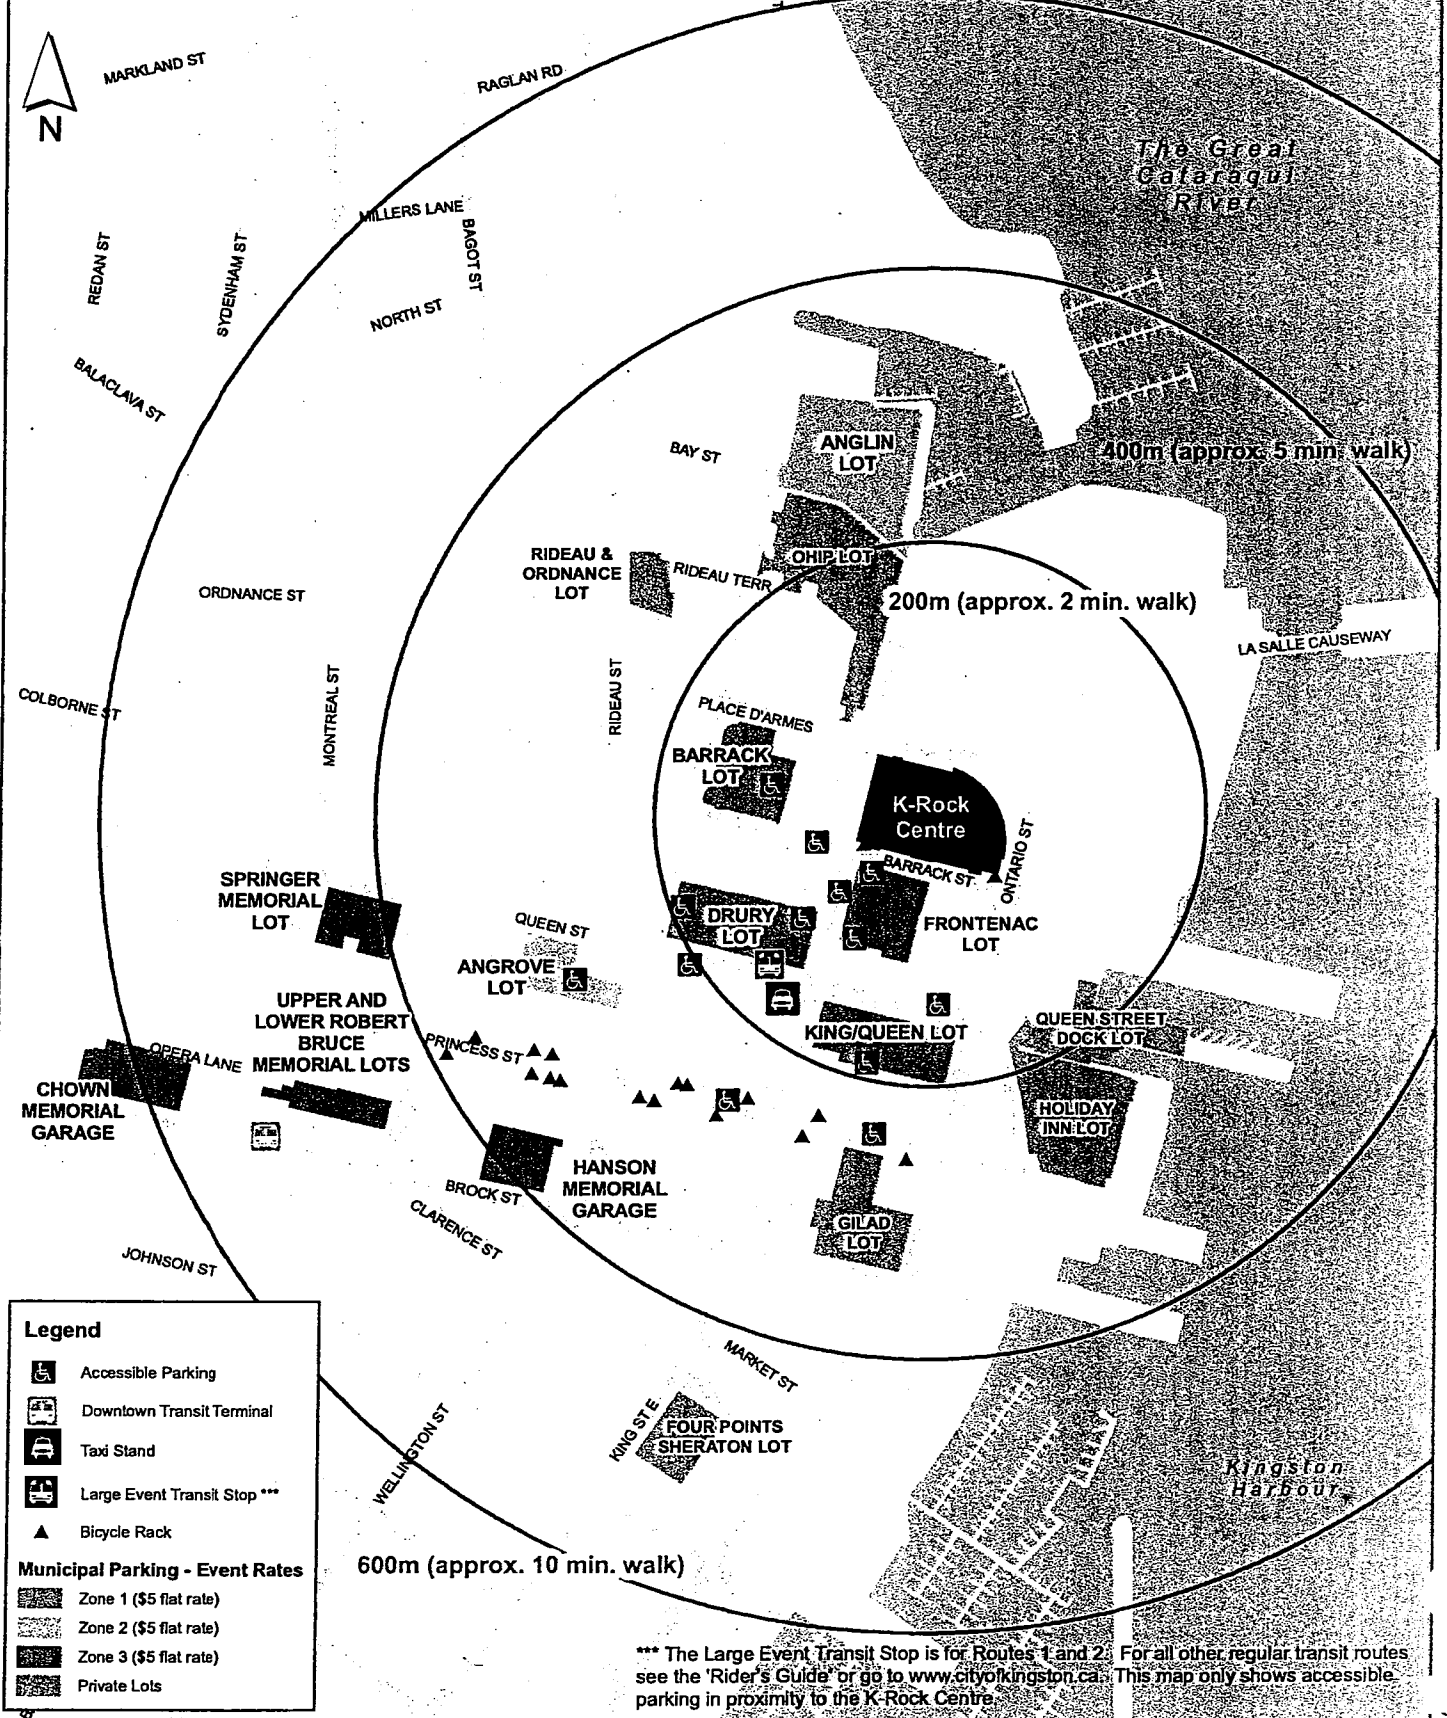 MARKLAND ST
RAGLAN RD
N
The Great
Cataraqui
River
MILLERS LANE
BAGOT ST
REDAN ST
SYDENHAM ST
NORTH ST
BALACLAVA ST
ANGLIN
LOT
BAY ST
400m (approx. 5 min. walk)
OHIP LOT
RIDEAU &
ORDNANCE
LOT
RIDEAU TERR
ORDNANCE ST
200m (approx. 2 min. walk)
LA SALLE CAUSEWAY
COLBORNE ST
MONTREAL ST
RIDEAU ST
PLACE D'ARMES
BARRACK
LOT
K-Rock
Centre
ONTARIO ST
BARRACK ST
SPRINGER
MEMORIAL
LOT
QUEEN ST
DRURY
LOT
FRONTENAC
LOT
ANGROVE
LOT
UPPER AND
LOWER ROBERT
BRUCE
MEMORIAL LOTS
PRINCESS ST
KING/QUEEN LOT
QUEEN STREET
DOCK LOT
OPERA LANE
CHOWN
MEMORIAL
GARAGE
HOLIDAY
INN LOT
HANSON
MEMORIAL
GARAGE
BROCK ST
CLARENCE ST
GILAD
LOT
JOHNSON ST
MARKET ST
KING ST E
FOUR POINTS
SHERATON LOT
WELLINGTON ST
Kingston
Harbour
600m (approx. 10 min. walk)
Legend
Accessible Parking
Downtown Transit Terminal
Taxi Stand
Large Event Transit Stop ***
Bicycle Rack
Municipal Parking - Event Rates
Zone 1 ($5 flat rate)
Zone 2 ($5 flat rate)
Zone 3 ($5 flat rate)
Private Lots
*** The Large Event Transit Stop is for Routes 1 and 2. For all other regular transit routes
see the 'Rider's Guide' or go to www.cityofkingston.ca. This map only shows accessible
parking in proximity to the K-Rock Centre.